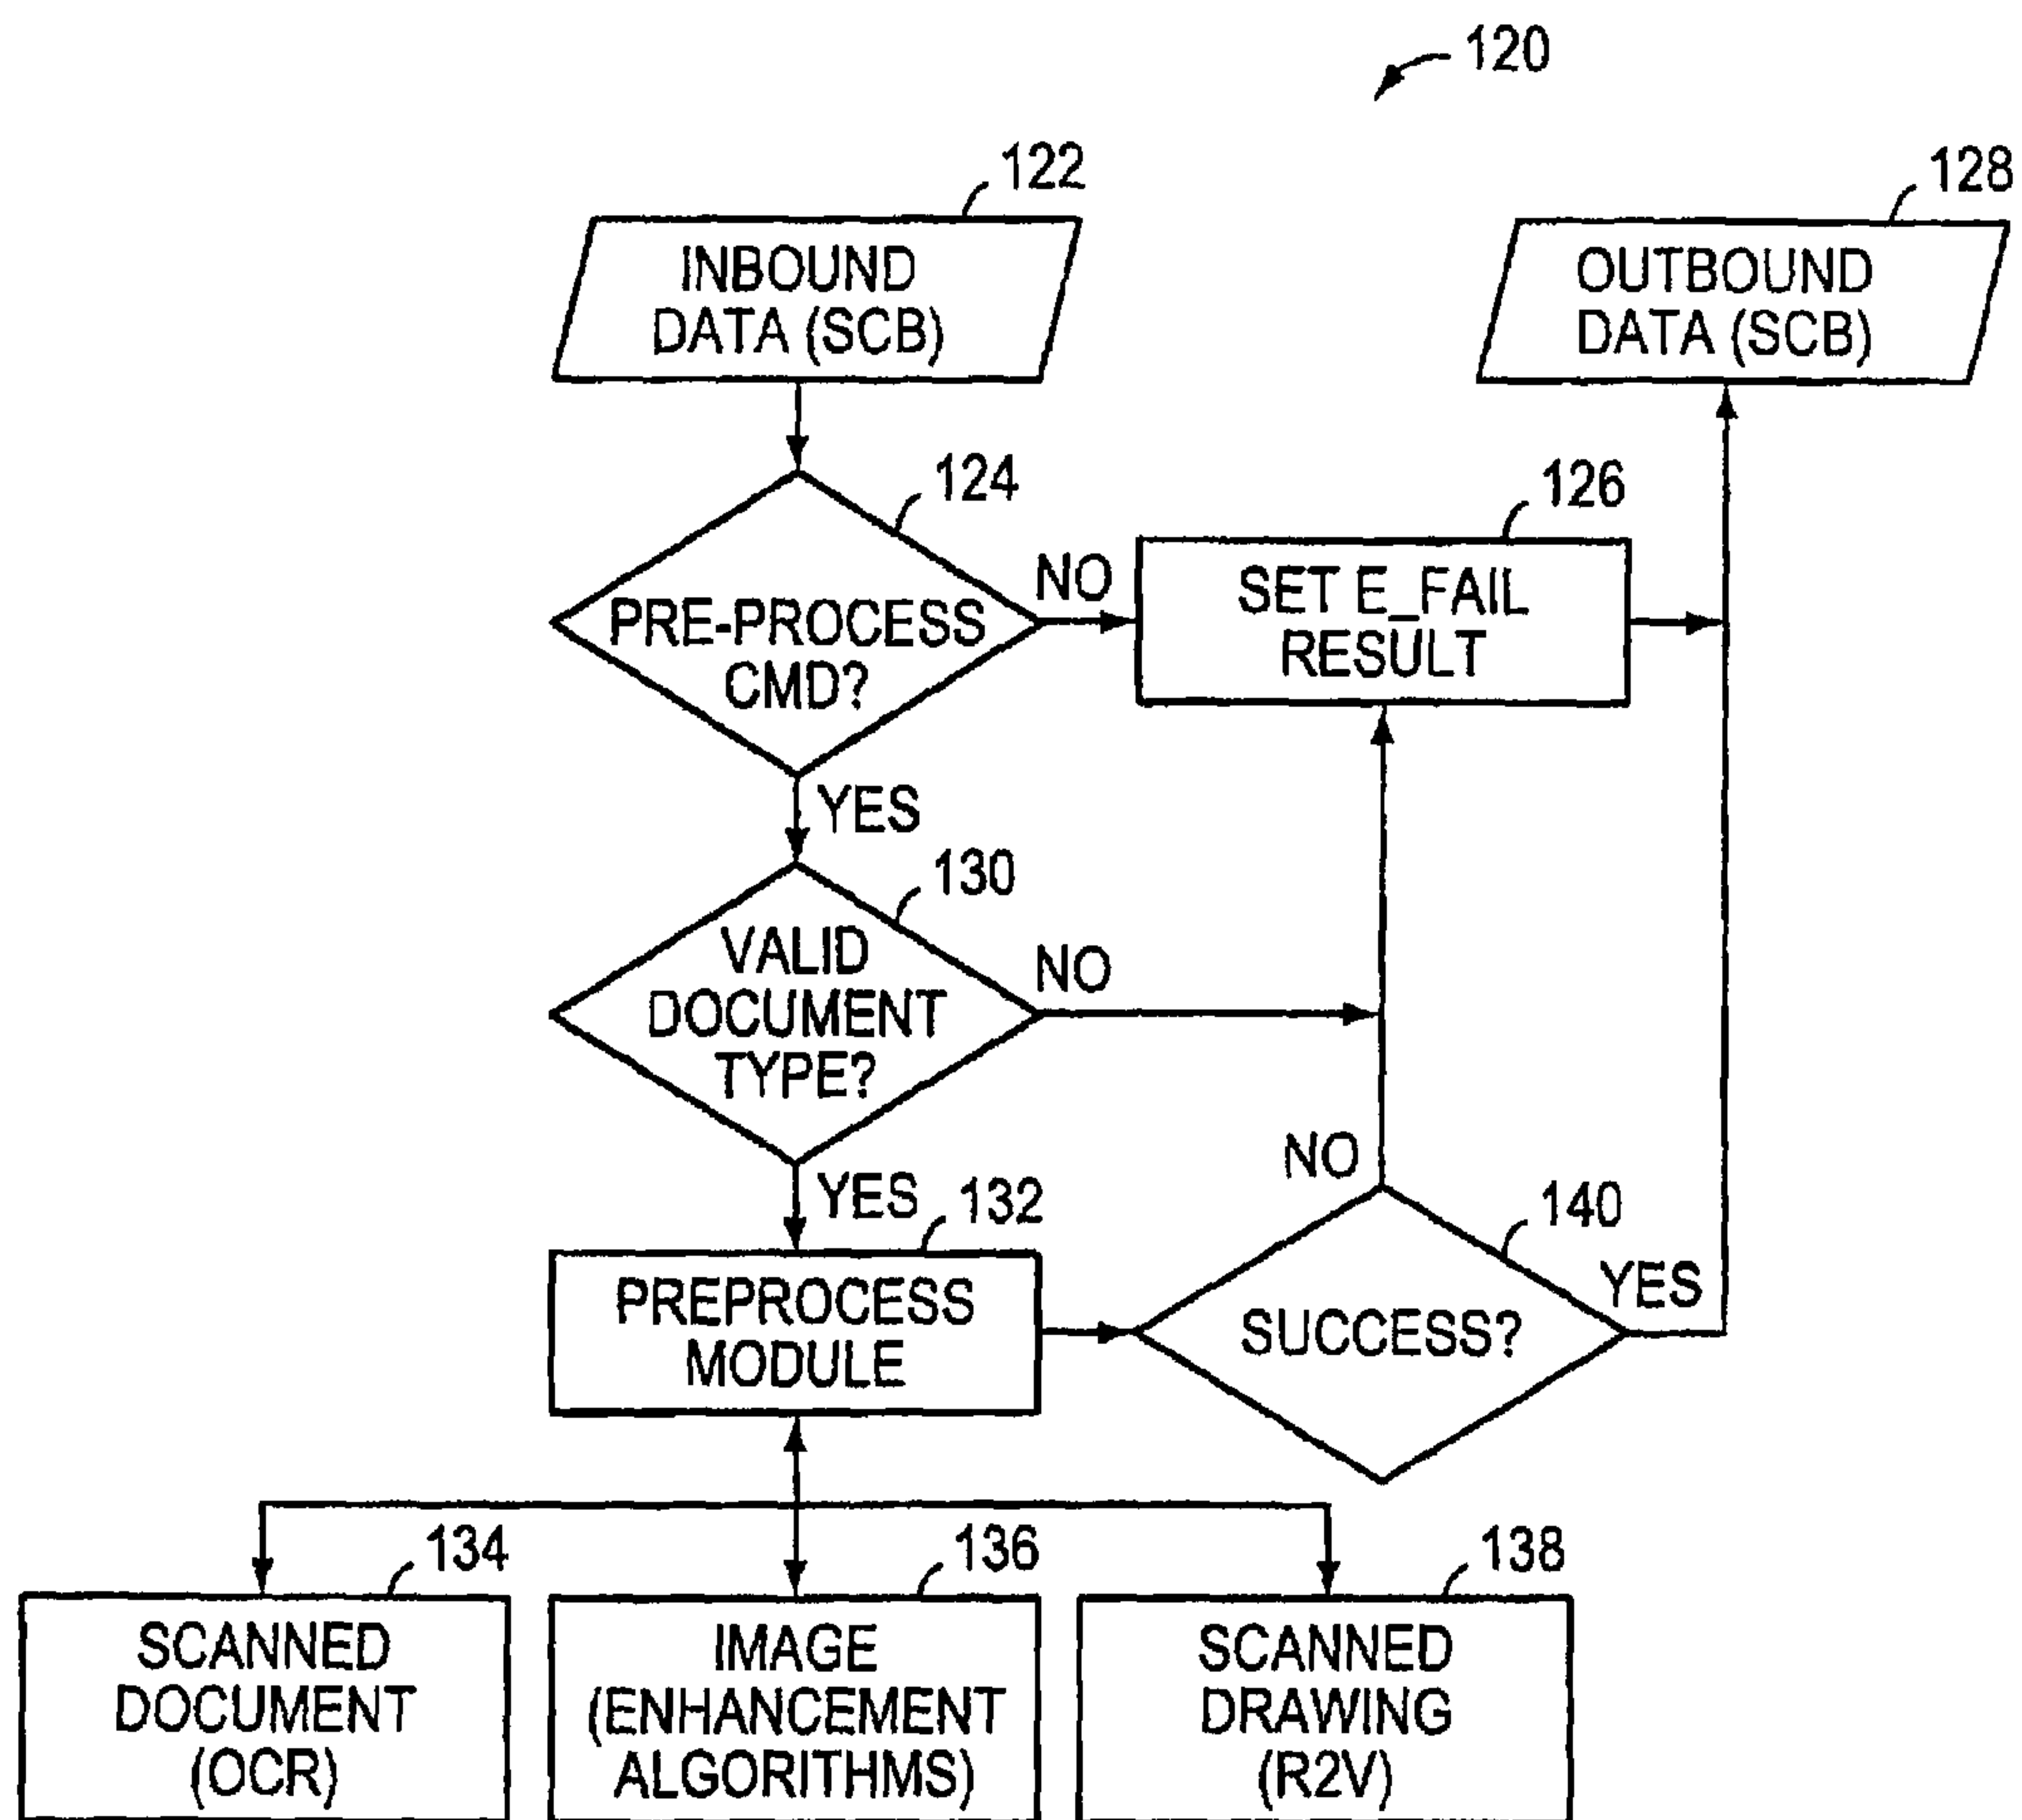 120
122
INBOUND
DATA (SCB)
128
OUTBOUND
DATA (SCB)
124
PRE-PROCESS
CMD?
NO
126
SET E_FAIL
RESULT
YES
130
VALID
DOCUMENT
TYPE?
NO
YES
132
PREPROCESS
MODULE
NO
140
SUCCESS?
YES
134
SCANNED
DOCUMENT
(OCR)
136
IMAGE
(ENHANCEMENT
ALGORITHMS)
138
SCANNED
DRAWING
(R2V)